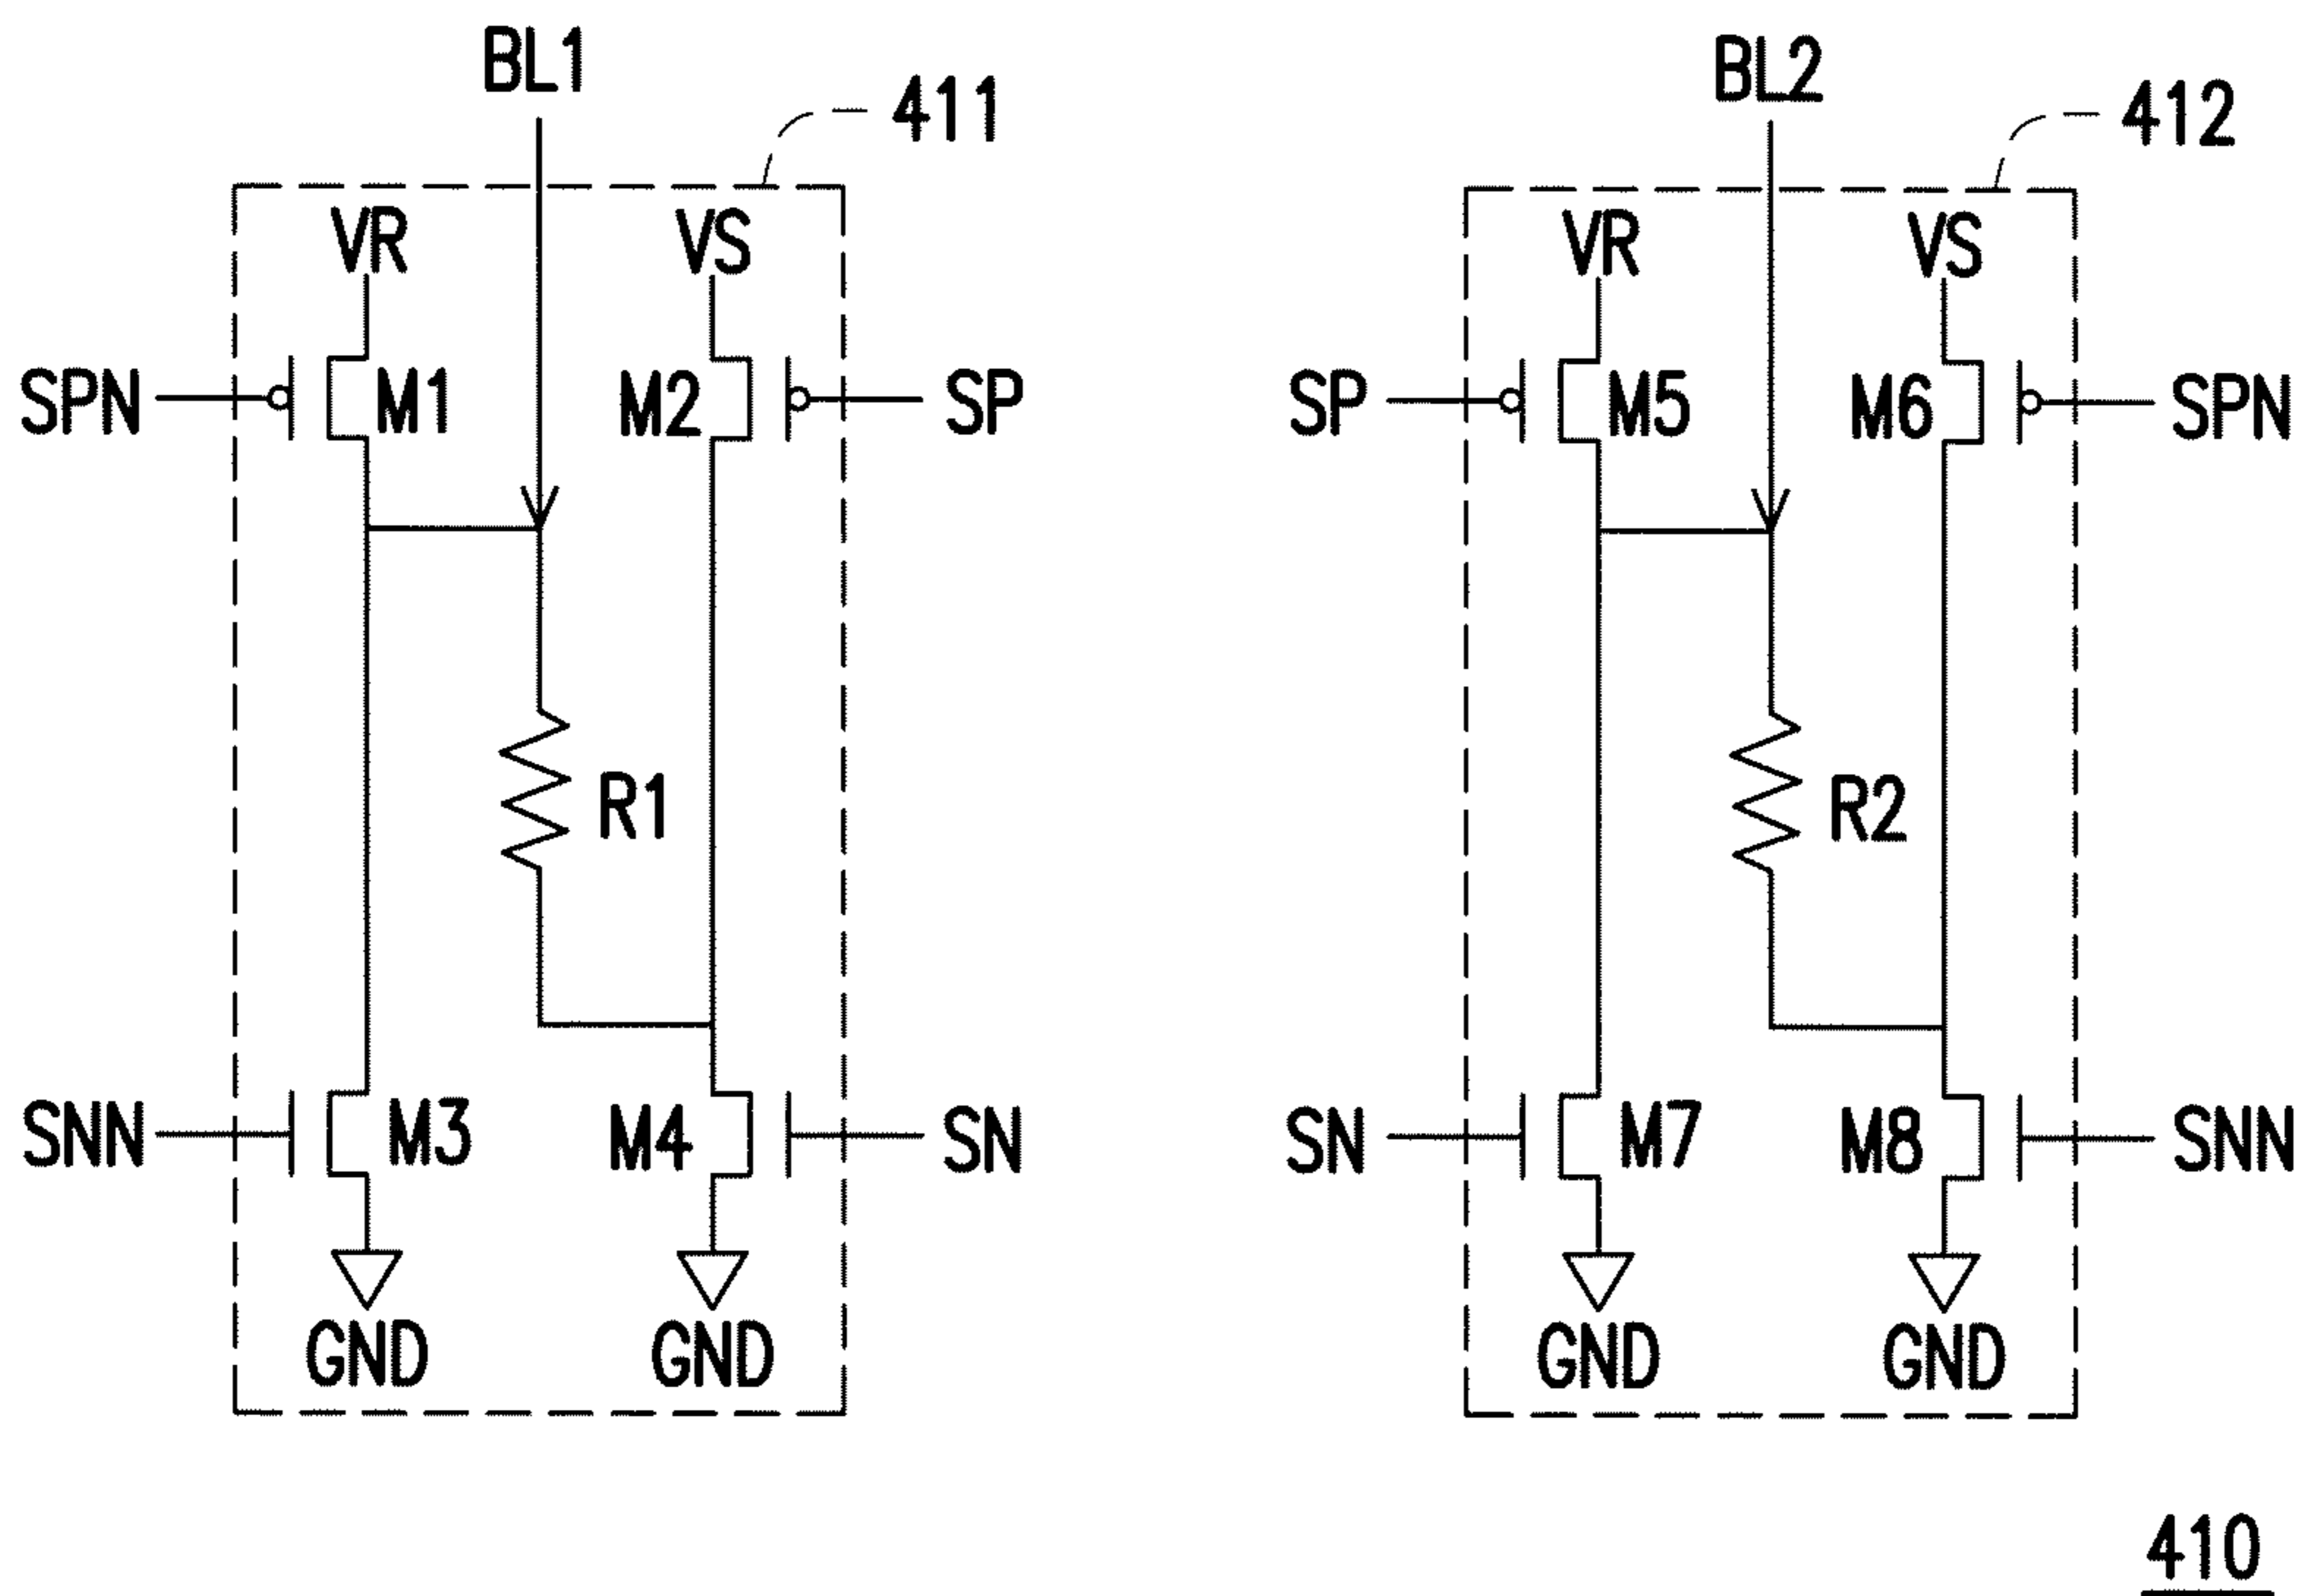 BL1
411
VR
VS
SPN
M1
M2
SP
R1
SNN
M3
M4
SN
GND
GND
BL2
412
VR
VS
SP
M5
M6
SPN
R2
SN
M7
M8
SNN
GND
GND
410